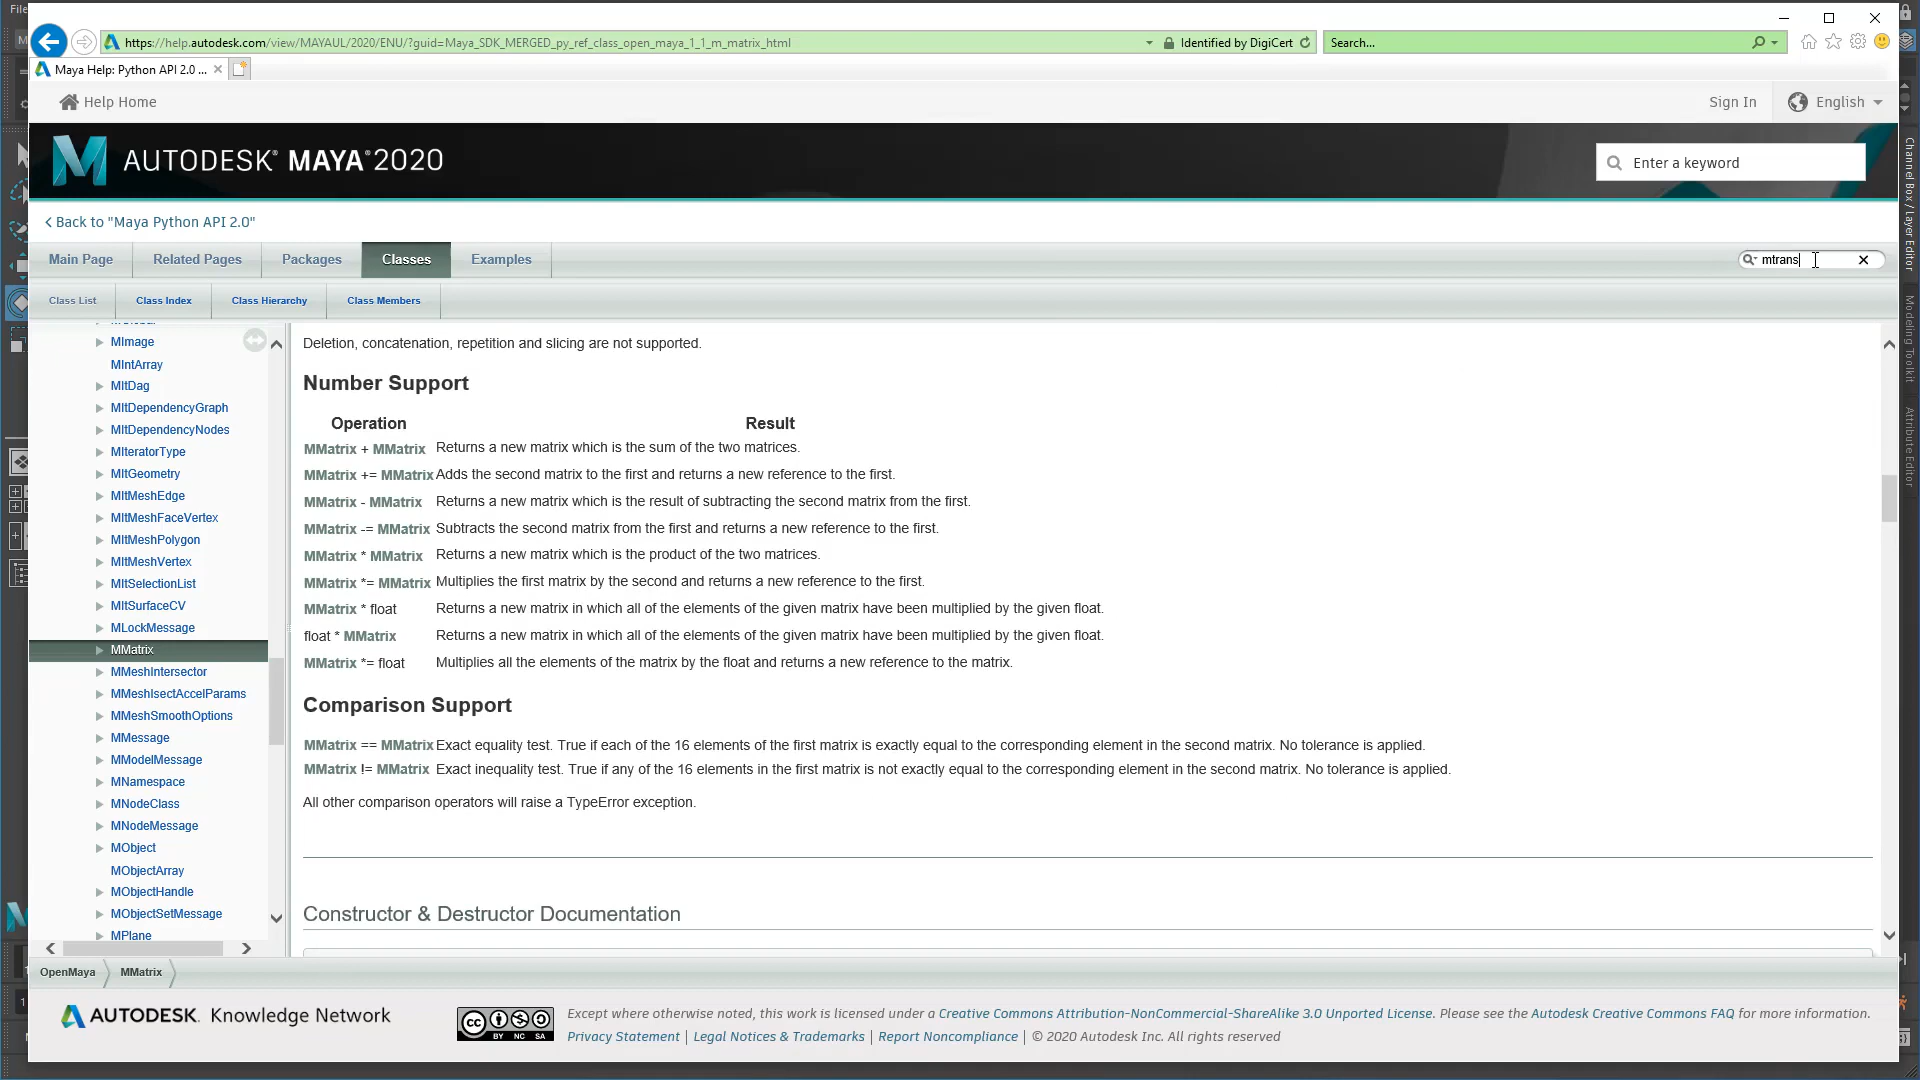 File
https://help.autodesk.com/view/MAYAUL/2020/ENU/?guid=Maya_SDK_MERGED_py_ref_class_open_maya_1_1_m_matrix_html
Identified by DigiCert
Search...
Maya Help: Python API 2.0 ...
Help Home
Sign In
English
AUTODESK® MAYA® 2020
Enter a keyword
Back to "Maya Python API 2.0"
Main Page
Related Pages
Packages
Classes
Examples
mtrans
Class List
Class Index
Class Hierarchy
Class Members
MImage
MIntArray
MItDag
MItDependencyGraph
MItDependencyNodes
MIteratorType
MItGeometry
MItMeshEdge
MItMeshFaceVertex
MItMeshPolygon
MItMeshVertex
MItSelectionList
MItSurfaceCV
MLockMessage
MMatrix
MMeshIntersector
MMeshIsectAccelParams
MMeshSmoothOptions
MMessage
MModelMessage
MNamespace
MNodeClass
MNodeMessage
MObject
MObjectArray
MObjectHandle
MObjectSetMessage
MPlane
Deletion, concatenation, repetition and slicing are not supported.
Number Support
Operation Result
MMatrix + MMatrix Returns a new matrix which is the sum of the two matrices.
MMatrix += MMatrix Adds the second matrix to the first and returns a new reference to the first.
MMatrix - MMatrix Returns a new matrix which is the result of subtracting the second matrix from the first.
MMatrix -= MMatrix Subtracts the second matrix from the first and returns a new reference to the first.
MMatrix * MMatrix Returns a new matrix which is the product of the two matrices.
MMatrix *= MMatrix Multiplies the first matrix by the second and returns a new reference to the first.
MMatrix * float Returns a new matrix in which all of the elements of the given matrix have been multiplied by the given float.
float * MMatrix Returns a new matrix in which all of the elements of the given matrix have been multiplied by the given float.
MMatrix *= float Multiplies all the elements of the matrix by the float and returns a new reference to the matrix.
Comparison Support
MMatrix == MMatrix Exact equality test. True if each of the 16 elements of the first matrix is exactly equal to the corresponding element in the second matrix. No tolerance is applied.
MMatrix != MMatrix Exact inequality test. True if any of the 16 elements in the first matrix is not exactly equal to the corresponding element in the second matrix. No tolerance is applied.
All other comparison operators will raise a TypeError exception.
Constructor & Destructor Documentation
OpenMaya
MMatrix
AUTODESK. Knowledge Network
cc BY NC SA
Except where otherwise noted, this work is licensed under a Creative Commons Attribution-NonCommercial-ShareAlike 3.0 Unported License. Please see the Autodesk Creative Commons FAQ for more information.
Privacy Statement | Legal Notices & Trademarks | Report Noncompliance | © 2020 Autodesk Inc. All rights reserved
Channel Box / Layer Editor
Modeling Toolkit
Attribute Editor